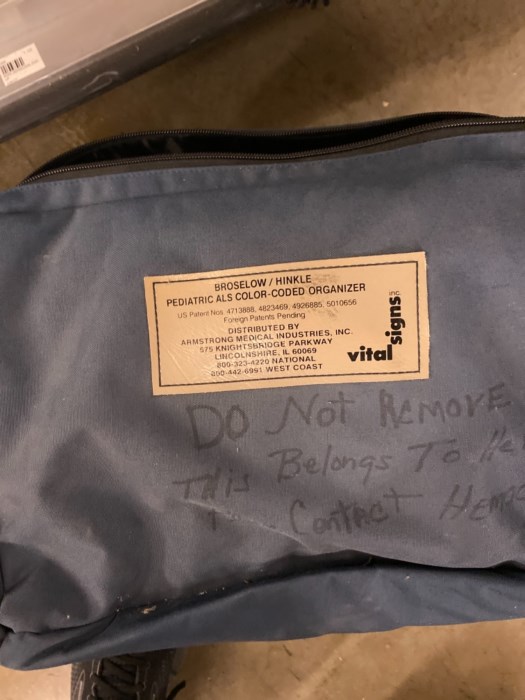 BROSELOW / HINKLE
PEDIATRIC ALS COLOR-CODED ORGANIZER
US Patent Nos. 4713888, 4823469, 4926885, 5010656
Foreign Patents Pending
DISTRIBUTED BY
ARMSTRONG MEDICAL INDUSTRIES, INC.
575 KNIGHTSBRIDGE PARKWAY
LINCOLNSHIRE, IL 60069
800-323-4220 NATIONAL
800-442-6991 WEST COAST
vital signs inc.
DO Not REMOVE
THis Belongs To
Contact